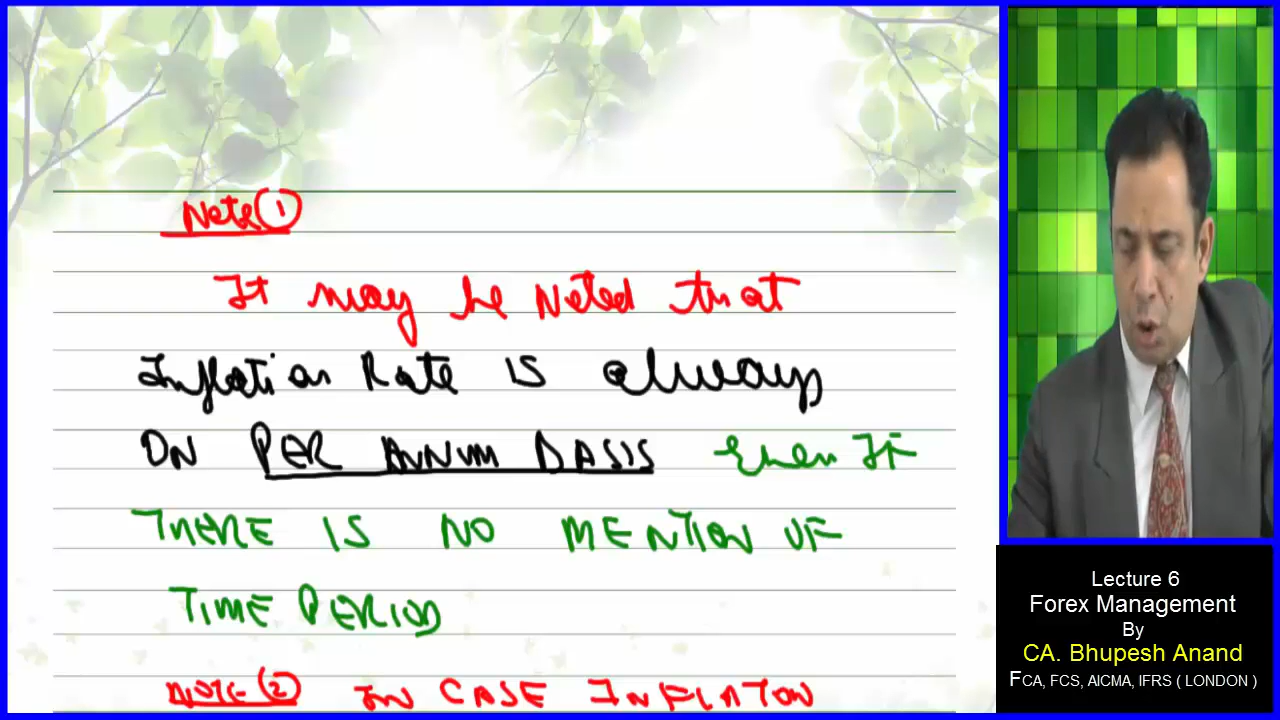 Note (1)
It may be Noted that
Inflation Rate is always
ON PER ANNUM BASIS even IF
THERE IS NO MENTION OF
TIME PERIOD
NOTE (2) IN CASE INFLATION
Lecture 6
Forex Management
By
CA. Bhupesh Anand
FCA, FCS, AICMA, IFRS ( LONDON )